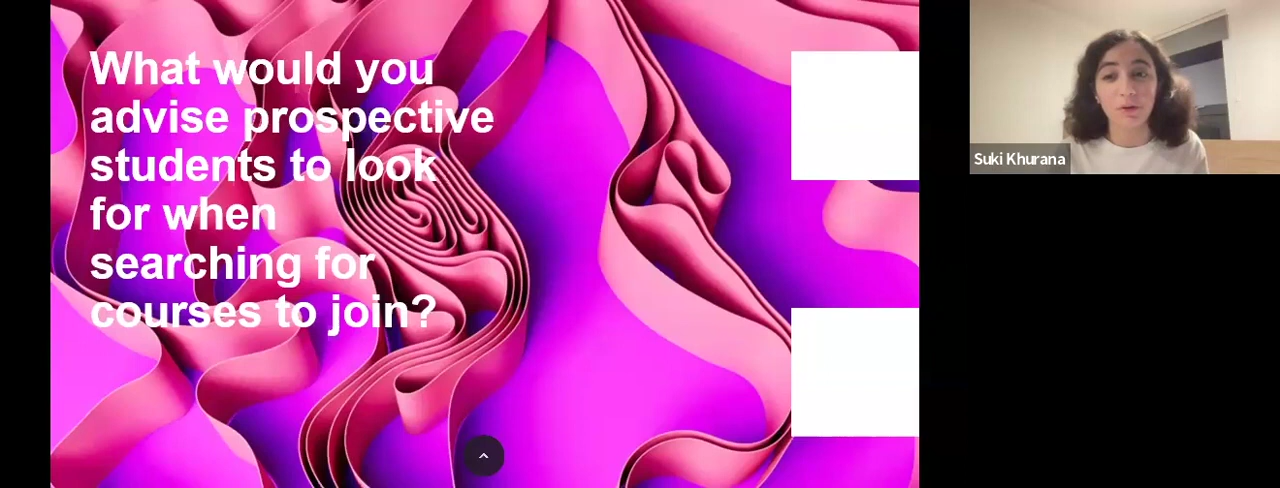 What would you
advise prospective
students to look
for when
searching for
courses to join?
Suki Khurana